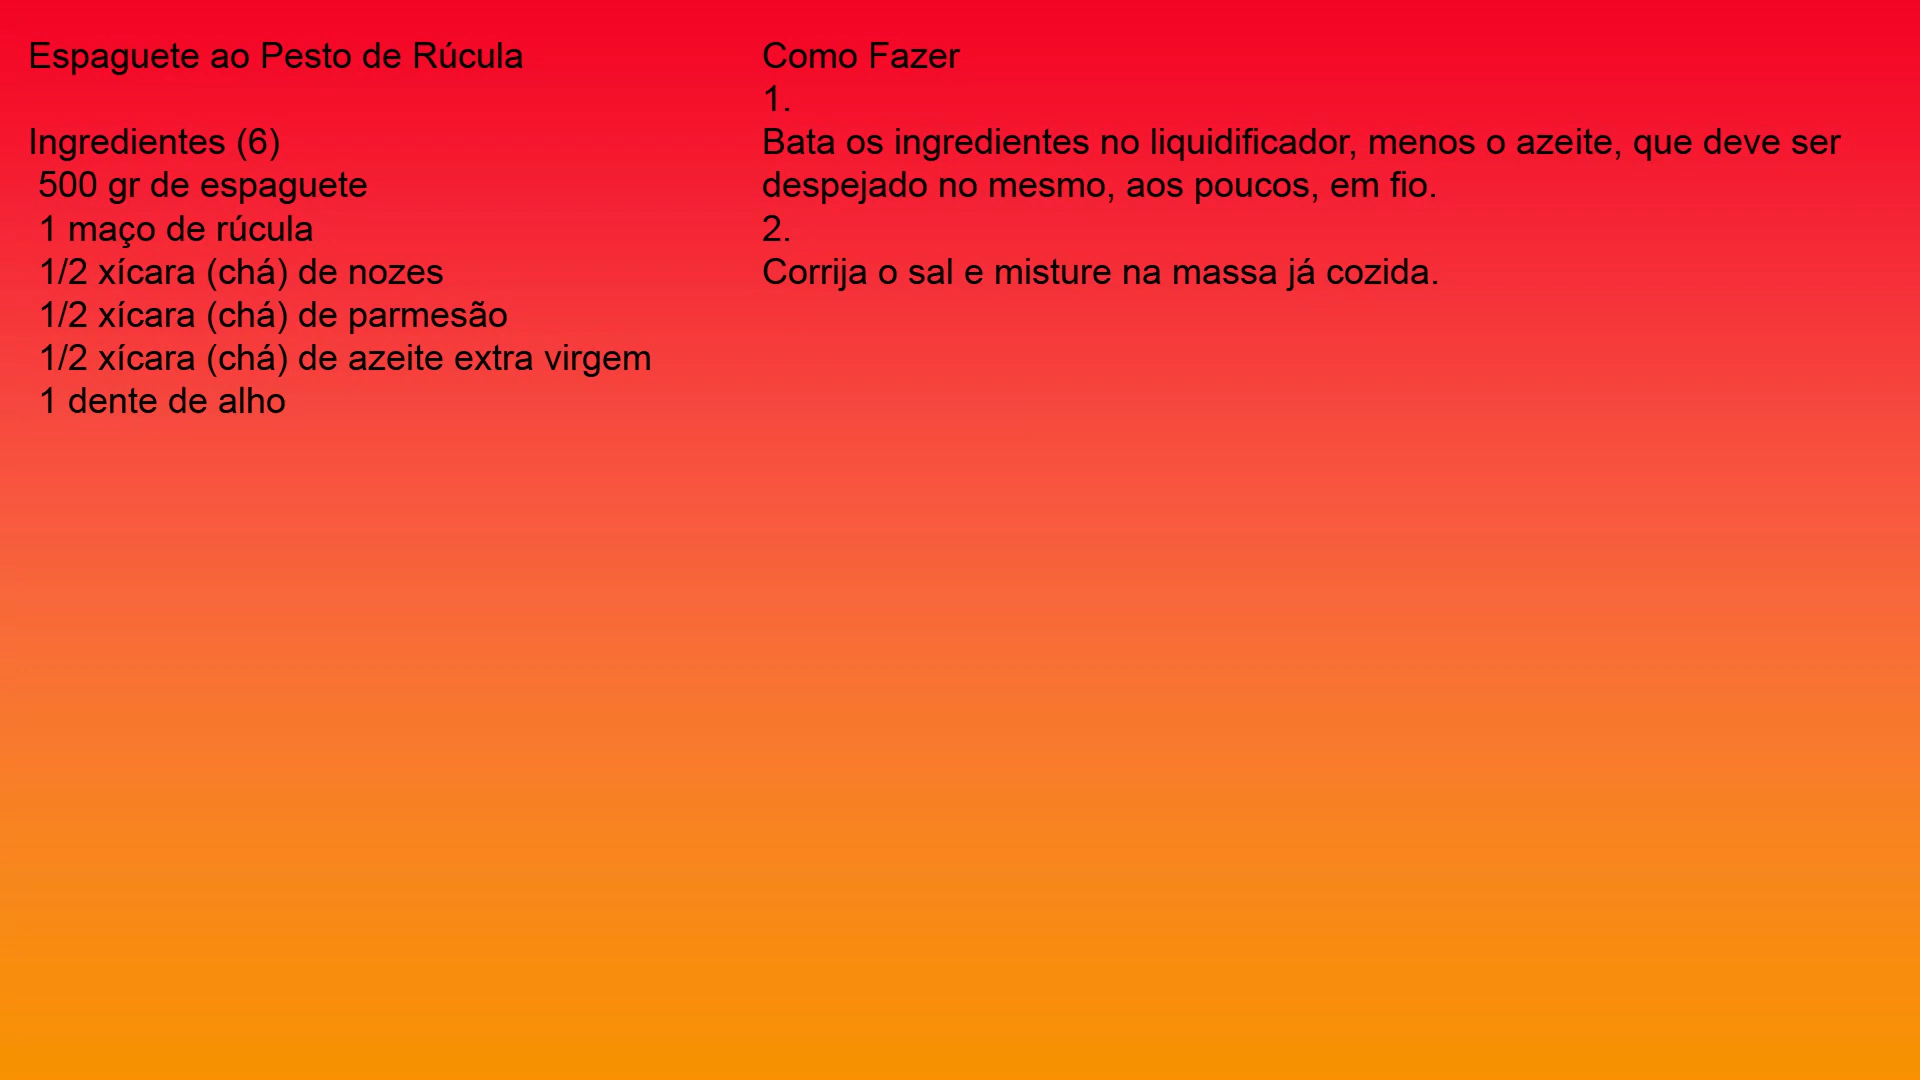 Espaguete ao Pesto de Rúcula
Ingredientes (6)
500 gr de espaguete
1 maço de rúcula
1/2 xícara (chá) de nozes
1/2 xícara (chá) de parmesão
1/2 xícara (chá) de azeite extra virgem
1 dente de alho
Como Fazer
1.
Bata os ingredientes no liquidificador, menos o azeite, que deve ser
despejado no mesmo, aos poucos, em fio.
2.
Corrija o sal e misture na massa já cozida.